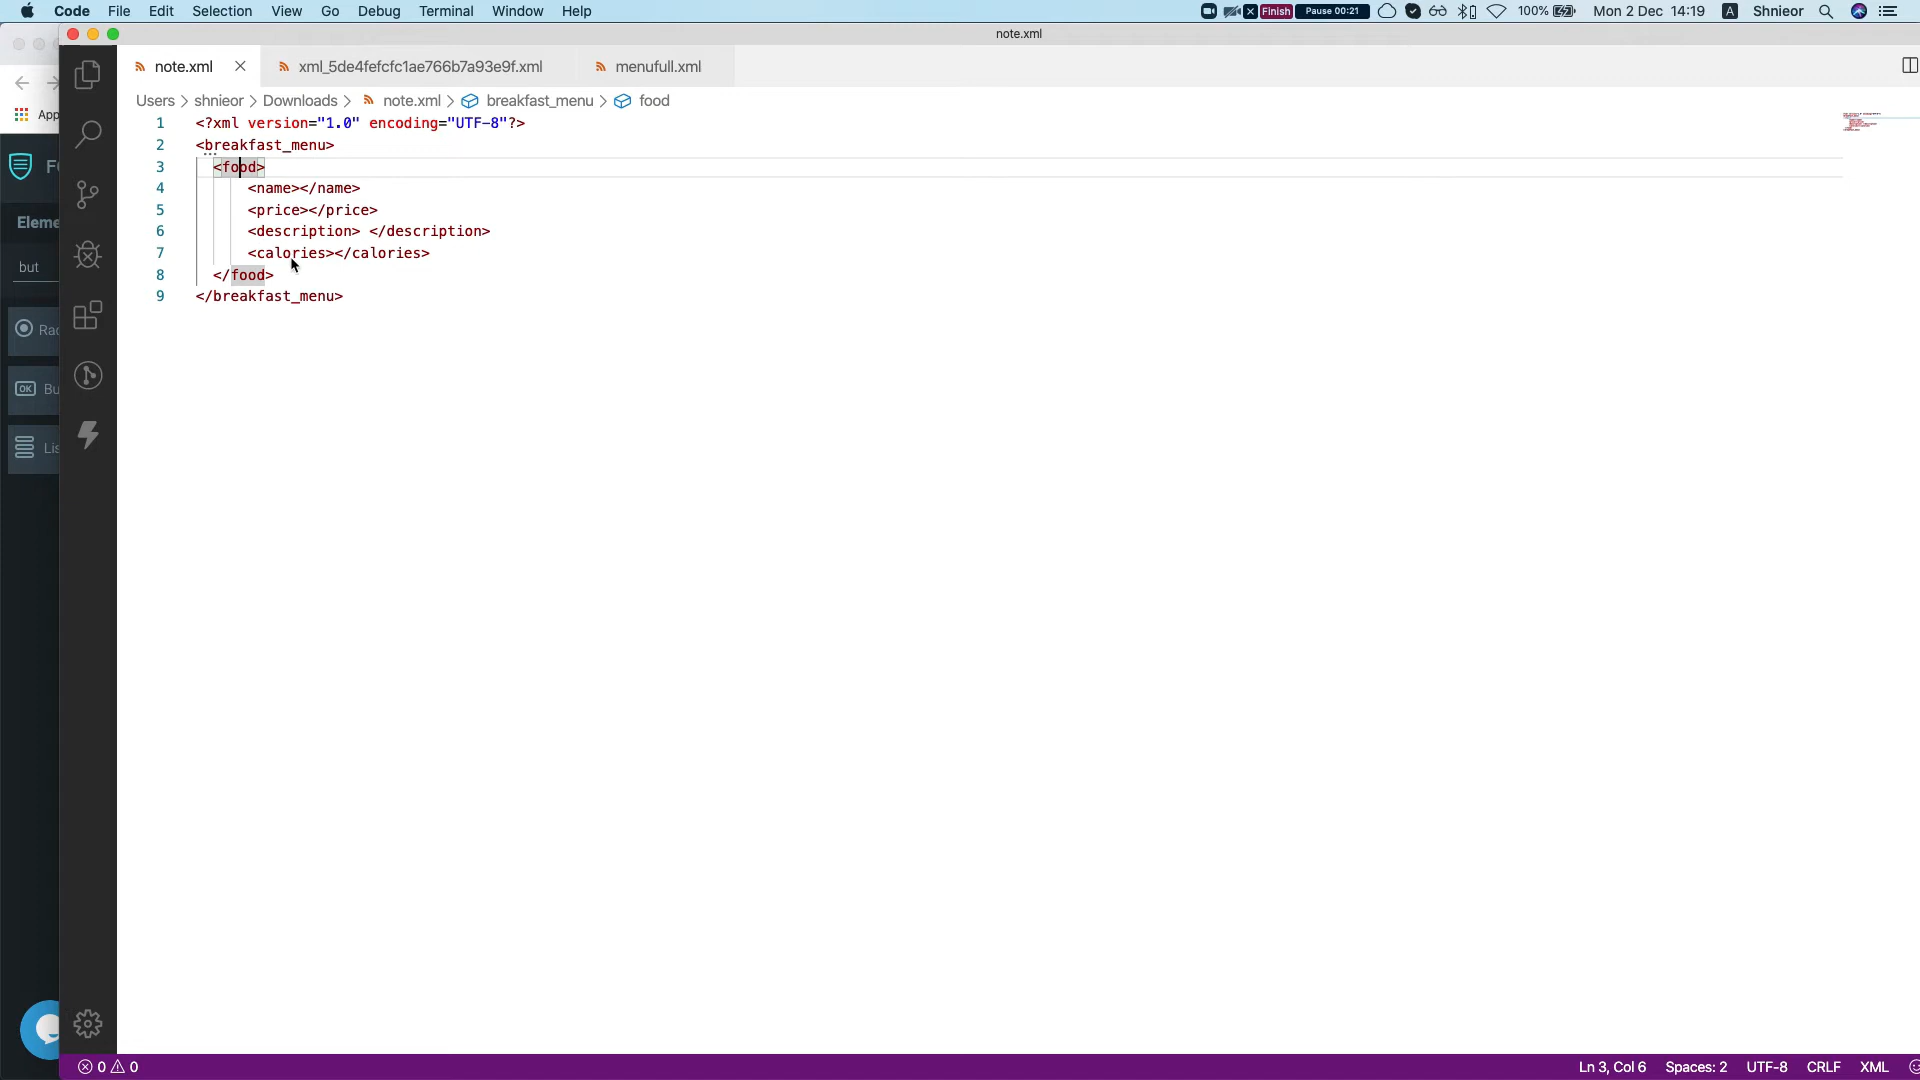 Code File Edit Selection View Go Debug Terminal Window Help Finish Pause 00:21 100% Mon 2 Dec 14:19 A Shnieor
note.xml
note.xml xml_5de4fefcfc1ae766b7a93e9f.xml menufull.xml
Users > shnieor > Downloads > note.xml > breakfast_menu > food
App
1 <?xml version="1.0" encoding="UTF-8"?>
2 <breakfast_menu>
3 <food>
4 <name></name>
5 <price></price>
6 <description> </description>
7 <calories></calories>
8 </food>
9 </breakfast_menu>
Eleme
but
OK Bu
Lis
0 0 Ln 3, Col 6 Spaces: 2 UTF-8 CRLF XML